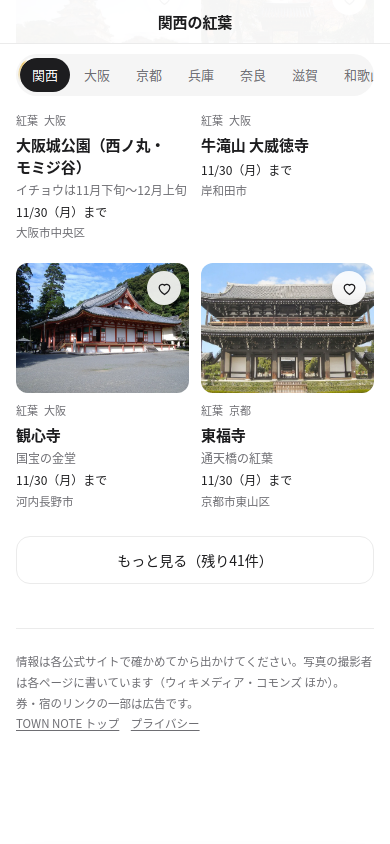 関西の紅葉
関西 大阪 京都 兵庫 奈良 滋賀
紅葉 大阪
大阪城公園（西ノ丸・
モミジ谷）
イチョウは11月下旬〜12月上旬
11/30（月）まで
大阪市中央区
紅葉 大阪
牛滝山 大威徳寺
11/30（月）まで
岸和田市
紅葉 大阪
観心寺
国宝の金堂
11/30（月）まで
河内長野市
紅葉 京都
東福寺
通天橋の紅葉
11/30（月）まで
京都市東山区
もっと見る（残り41件）
情報は各公式サイトで確かめてから出かけてください。写真の撮影者
は各ページに書いています（ウィキメディア・コモンズ ほか）。
券・宿のリンクの一部は広告です。
TOWN NOTE トップ プライバシー